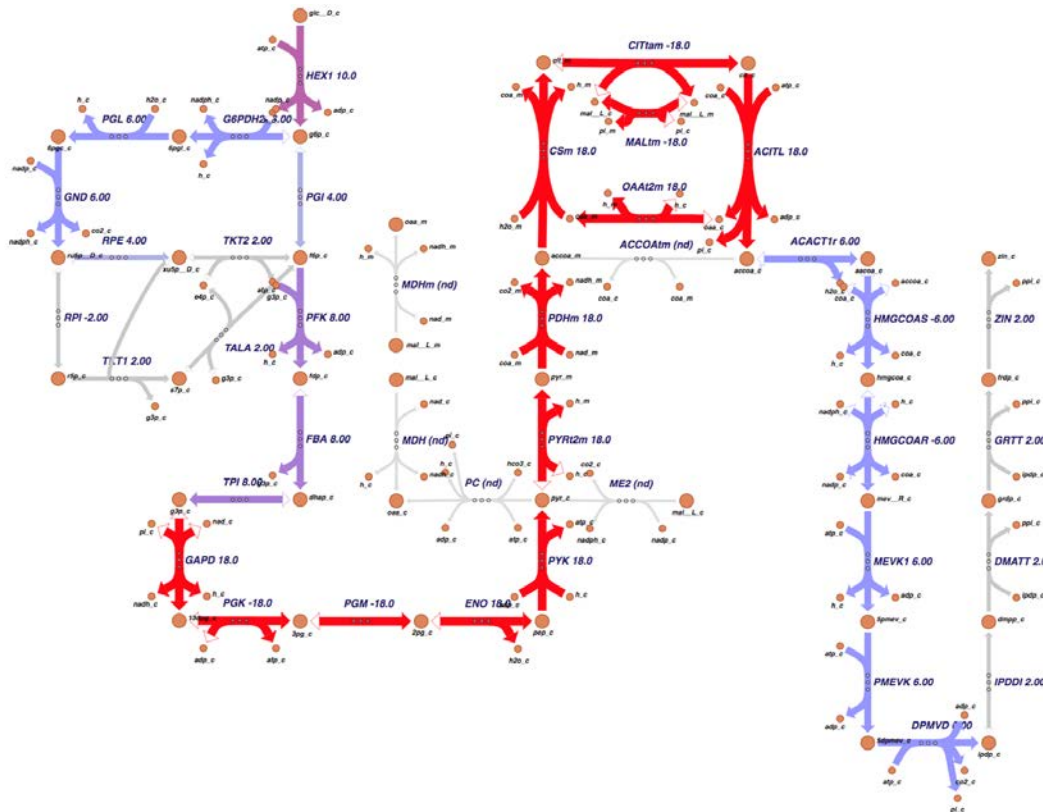 glc__D_c
atp_c
HEX1 10.0
adp_c
nadph_c
nadp_c
h_c
h2o_c
PGL 6.00
6pgc_c
6pgl_c
g6p_c
h_c
nadp_c
GND 6.00
nadph_c
co2_c
PGI 4.00
RPE 4.00
TKT2 2.00
ru5p__D_c
xu5p__D_c
f6p_c
e4p_c
atp_c
g3p_c
RPI -2.00
PFK 8.00
TALA 2.00
adp_c
h_c
TKT1 2.00
r5p_c
s7p_c
g3p_c
g3p_c
fdp_c
FBA 8.00
g3p_c
TPI 8.00
g3p_c
dhap_c
pi_c
nad_c
GAPD 18.0
nadh_c
h_c
PGK -18.0
PGM -18.0
ENO 18.0
3pg_c
2pg_c
pep_c
adp_c
atp_c
h2o_c
oaa_m
h_m
nadh_m
MDHm (nd)
nad_m
mal__L_m
mal__L_c
nad_c
pi_c
MDH (nd)
nadh_c
h_c
h_c
oaa_c
PC (nd)
hco3_c
adp_c
atp_c
pyr_c
co2_c
ME2 (nd)
nadph_c
nadp_c
mal__L_c
atp_c
PYK 18.0
h_c
h_m
PYRt2m 18.0
h_c
pyr_m
coa_m
nad_m
PDHm 18.0
co2_m
nadh_m
accoa_m
ACCOAtm (nd)
coa_c
coa_m
accoa_c
h2o_m
CSm 18.0
coa_m
cit_m
CITtam -18.0
h_m
mal__L_c
mal__L_m
pi_m
pi_c
MALtm -18.0
OAAt2m 18.0
h_m
h_c
oaa_c
pi_c
coa_c
atp_c
ACITL 18.0
adp_c
ACACT1r 6.00
aacoa_c
h2o_c
coa_c
accoa_c
HMGCOAS -6.00
coa_c
h_c
hmgcoa_c
nadph_c
h_c
HMGCOAR -6.00
coa_c
nadp_c
mev__R_c
atp_c
MEVK1 6.00
h_c
adp_c
5pmev_c
atp_c
PMEVK 6.00
adp_c
5dpmev_c
atp_c
adp_c
co2_c
pi_c
ipdp_c
IPDDI 2.00
dmpp_c
ipdp_c
ppi_c
grdp_c
ipdp_c
GRTT 2.00
ppi_c
frdp_c
ZIN 2.00
ppi_c
zin_c